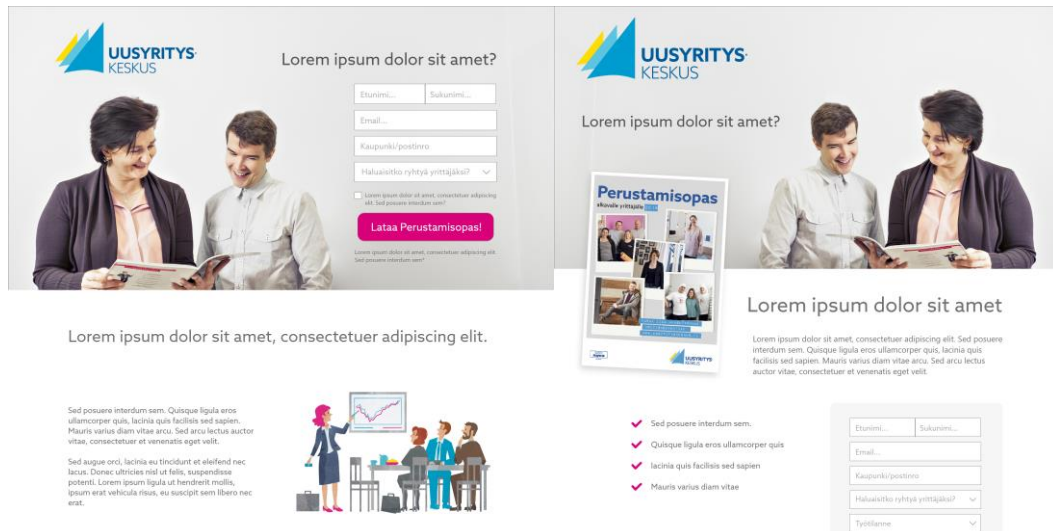 UUSYRITYS
KESKUS
Lorem ipsum dolor sit amet?
Etunimi...
Sukunimi...
Email...
Kaupunki/postinro
Haluaisitko ryhtyä yrittäjäksi?
Lorem ipsum dolor sit amet, consectetuer adipiscing
elit. Sed posuere interdum sem?
Lataa Perustamisopas!
Lorem ipsum dolor sit amet, consectetuer adipiscing elit.
Sed posuere interdum sem?
Lorem ipsum dolor sit amet, consectetuer adipiscing elit.
Sed posuere interdum sem. Quisque ligula eros
ullamcorper quis, lacinia quis facilisis sed sapien.
Mauris varius diam vitae arcu. Sed arcu lectus auctor
vitae, consectetuer et venenatis eget velit.
Sed augue orci, lacinia eu tincidunt et eleifend nec
lacus. Donec ultricies nisl ut felis, suspendisse
potenti. Lorem ipsum ligula ut hendrerit mollis,
ipsum erat vehicula risus, eu suscipit sem libero nec
erat.
UUSYRITYS
KESKUS
Lorem ipsum dolor sit amet?
Perustamisopas
alkavalle yrittäjälle
UUSYRITYS
KESKUS
Lorem ipsum dolor sit amet
Lorem ipsum dolor sit amet, consectetuer adipiscing elit. Sed posuere
interdum sem. Quisque ligula eros ullamcorper quis, lacinia quis
facilisis sed sapien. Mauris varius diam vitae arcu. Sed arcu lectus
auctor vitae, consectetuer et venenatis eget velit.
Sed posuere interdum sem.
Quisque ligula eros ullamcorper quis
lacinia quis facilisis sed sapien
Mauris varius diam vitae
Etunimi...
Sukunimi...
Email...
Kaupunki/postinro
Haluaisitko ryhtyä yrittäjäksi?
Työtilanne